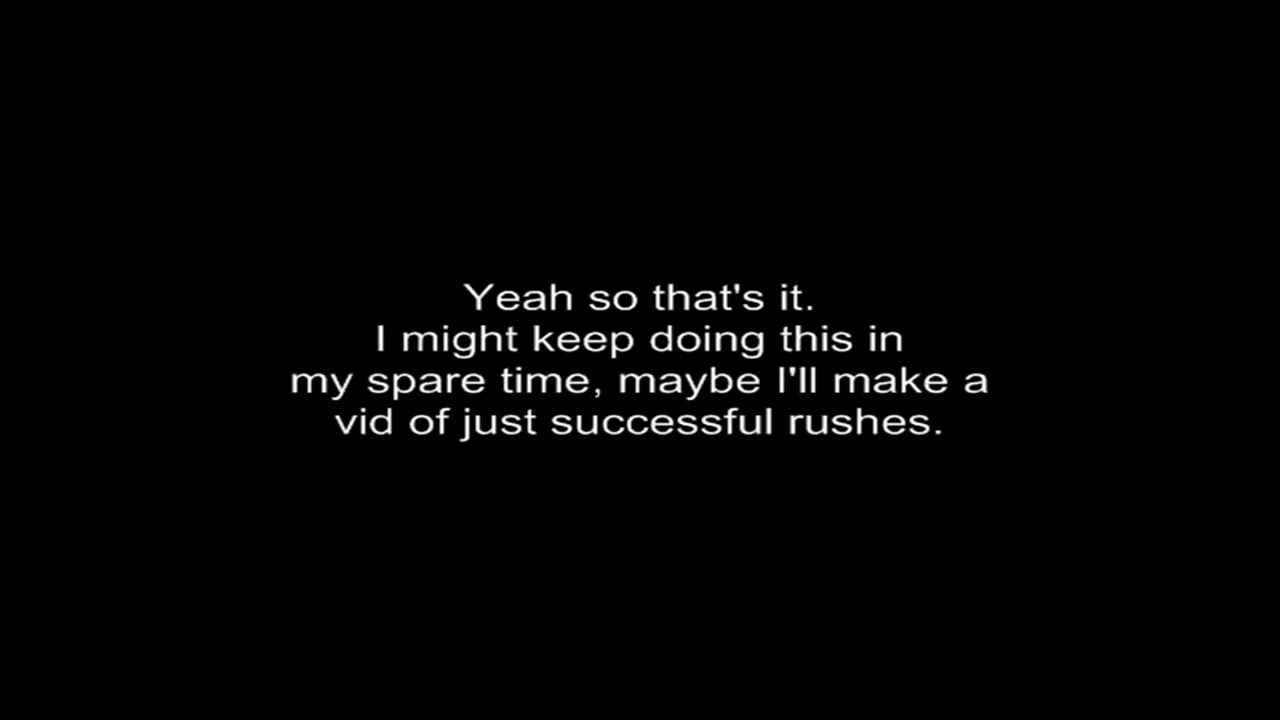 Yeah so that's it.
I might keep doing this in
my spare time, maybe I'll make a
vid of just successful rushes.